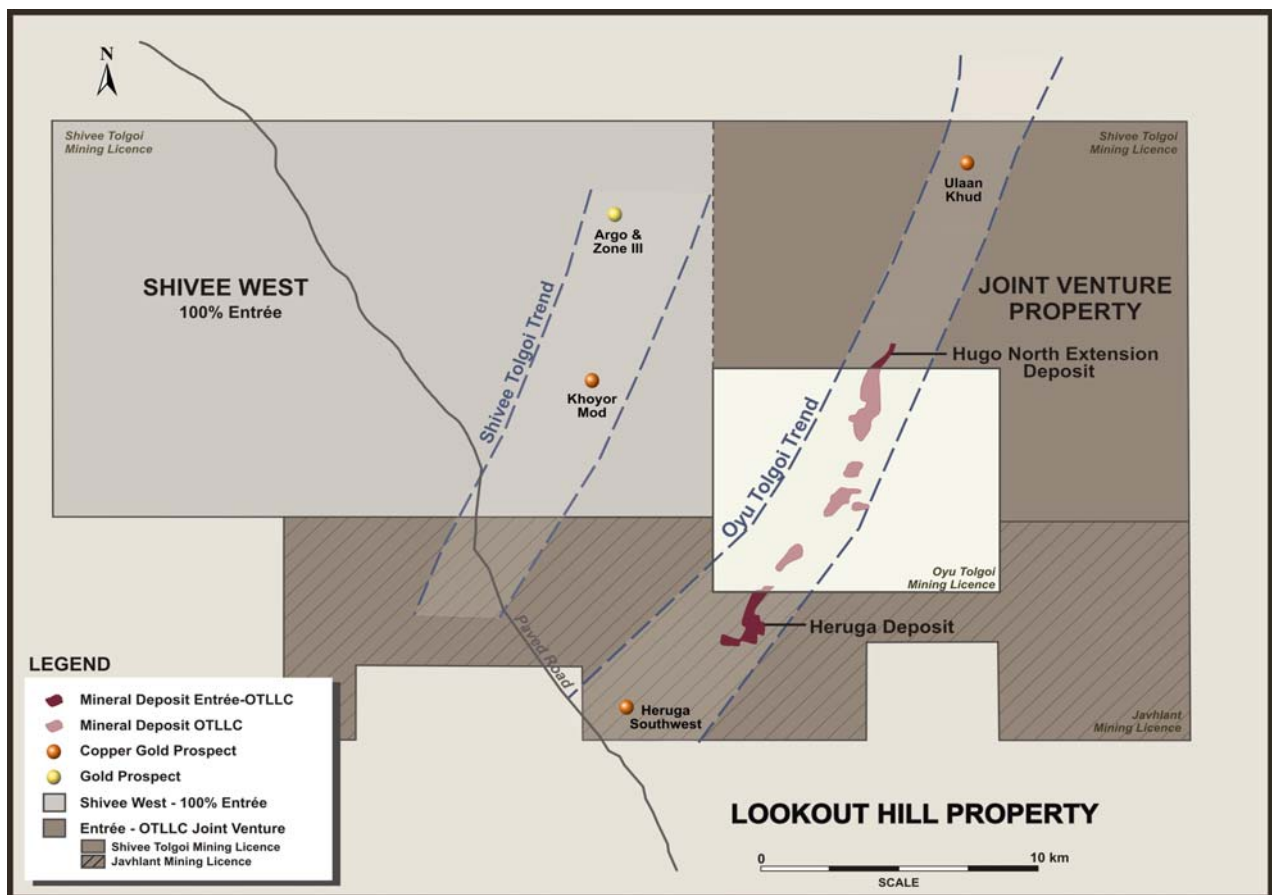 N
Shivee Tolgoi
Mining Licence
Shivee Tolgoi
Mining Licence
Ulaan
Khud
Argo &
Zone III
SHIVEE WEST
100% Entrée
JOINT VENTURE
PROPERTY
Shivee Tolgoi Trend
Hugo North Extension
Deposit
Khoyor
Mod
Oyu Tolgoi Trend
Oyu Tolgoi
Mining Licence
Heruga Deposit
Paved Road
Heruga
Southwest
Javhlant
Mining Licence
LEGEND
Mineral Deposit Entrée-OTLLC
Mineral Deposit OTLLC
Copper Gold Prospect
Gold Prospect
Shivee West - 100% Entrée
Entrée - OTLLC Joint Venture
Shivee Tolgoi Mining Licence
Javhlant Mining Licence
LOOKOUT HILL PROPERTY
0 10 km
SCALE